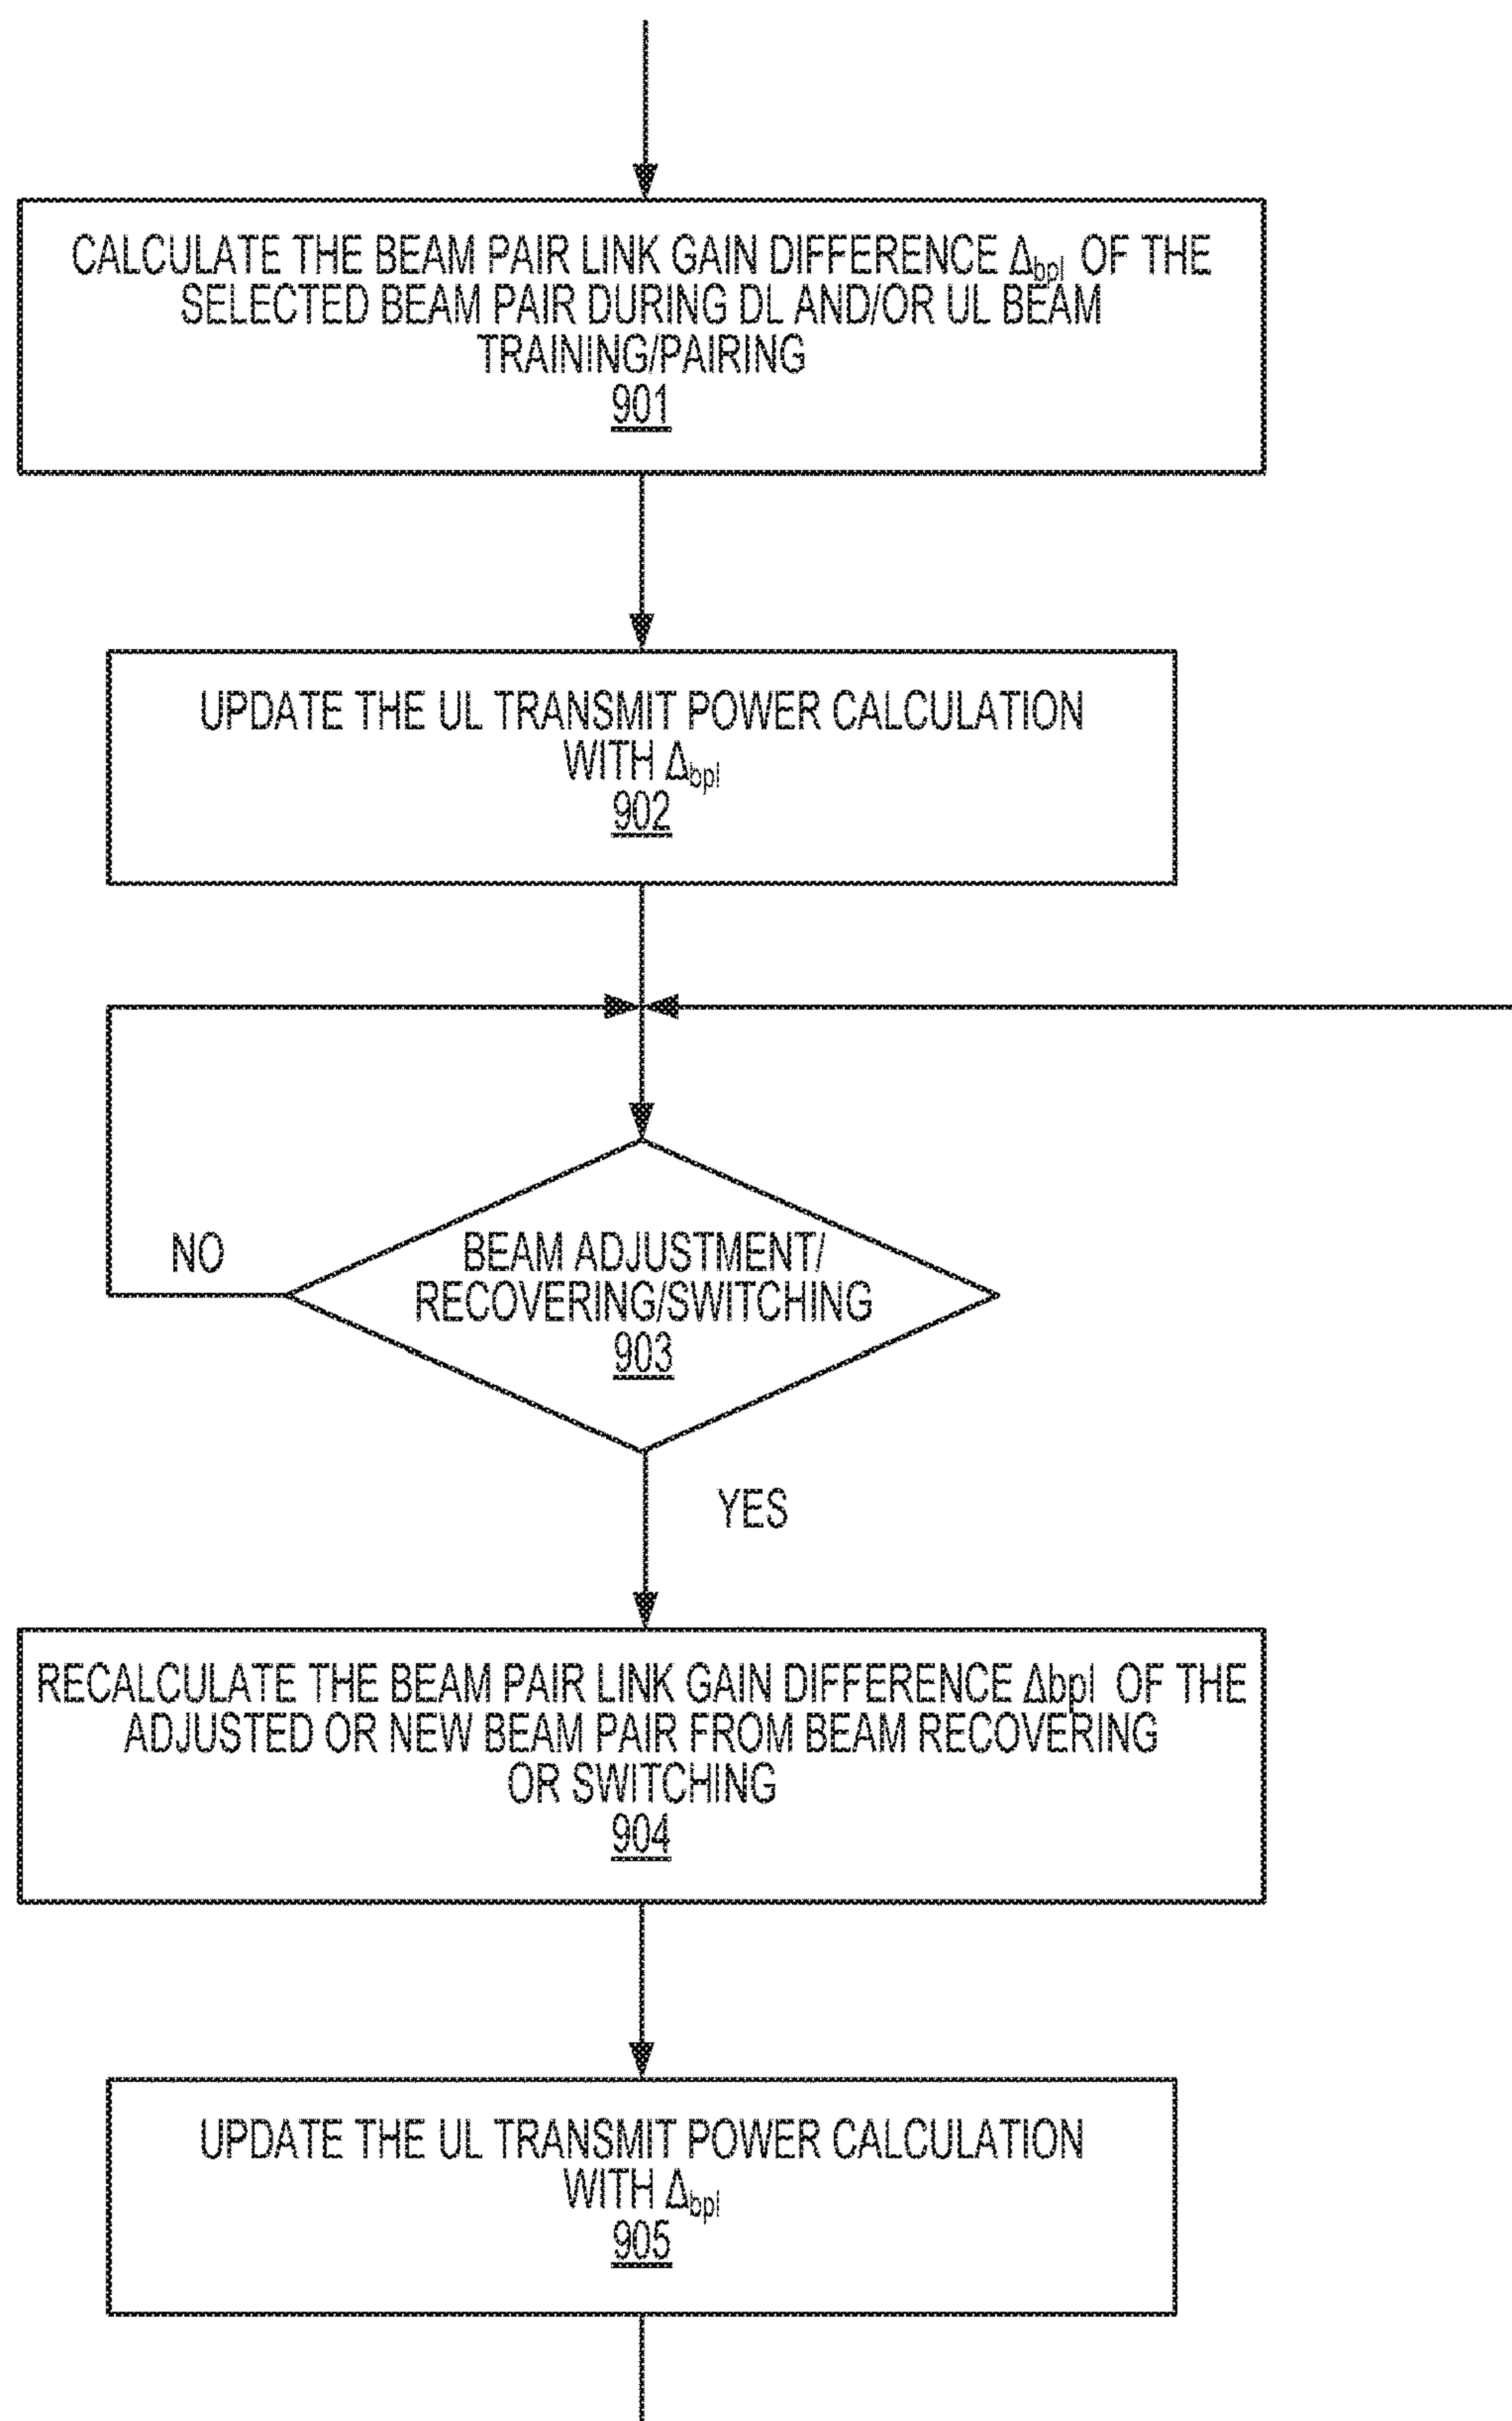 CALCULATE THE BEAM PAIR LINK GAIN DIFFERENCE Δbpl OF THE
SELECTED BEAM PAIR DURING DL AND/OR UL BEAM
TRAINING/PAIRING
901
UPDATE THE UL TRANSMIT POWER CALCULATION
WITH Δbpl
902
NO
BEAM ADJUSTMENT/
RECOVERING/SWITCHING
903
YES
RECALCULATE THE BEAM PAIR LINK GAIN DIFFERENCE Δbpl OF THE
ADJUSTED OR NEW BEAM PAIR FROM BEAM RECOVERING
OR SWITCHING
904
UPDATE THE UL TRANSMIT POWER CALCULATION
WITH Δbpl
905